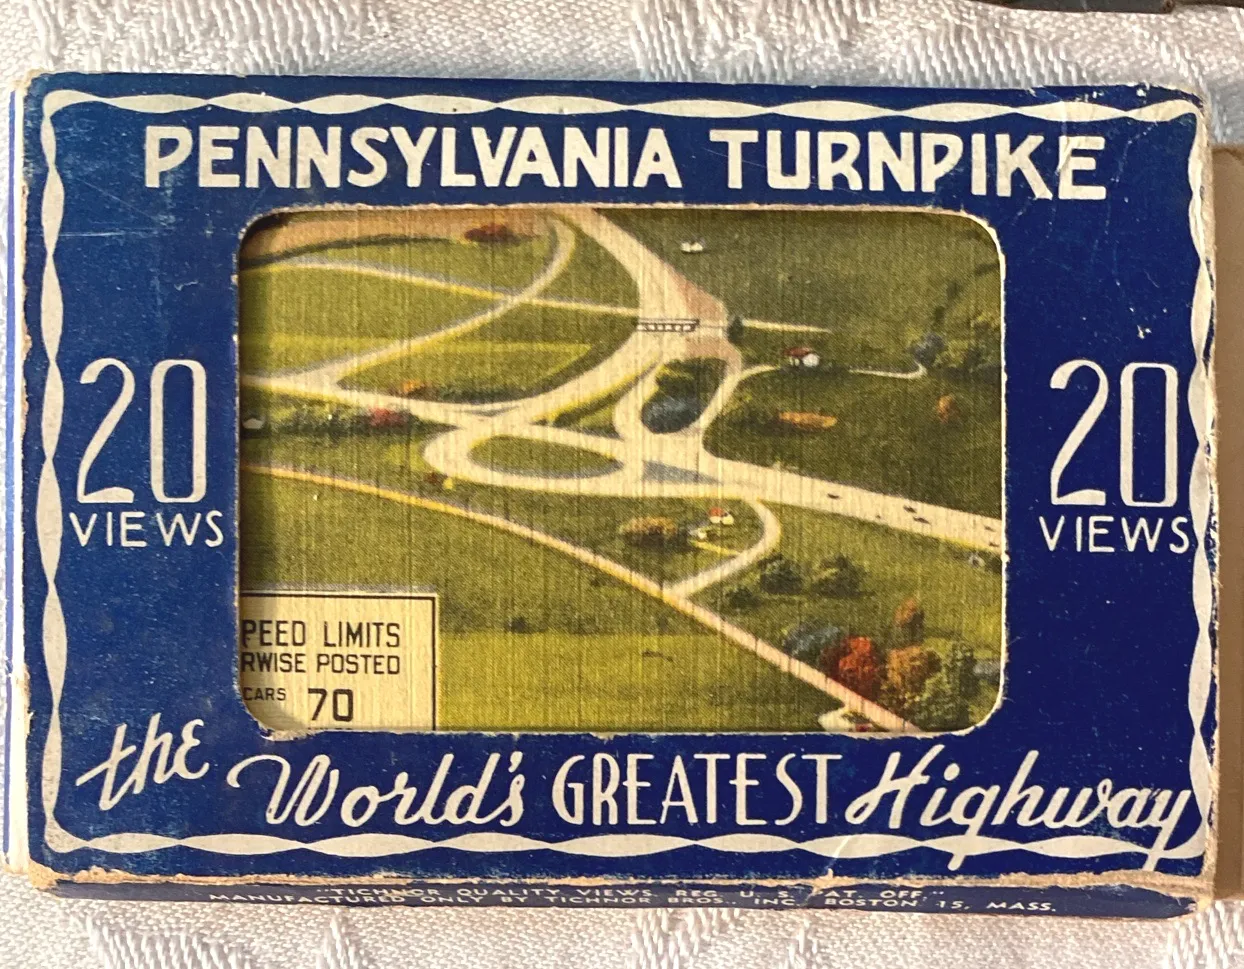 PENNSYLVANIA TURNPIKE
20
VIEWS
20
VIEWS
PEED LIMITS
RWISE POSTED
CARS 70
the World's GREATEST Highway
"TICHNOR QUALITY VIEWS REG. U. S. PAT. OFF."
MANUFACTURED ONLY BY TICHNOR BROS., INC. BOSTON 15, MASS.